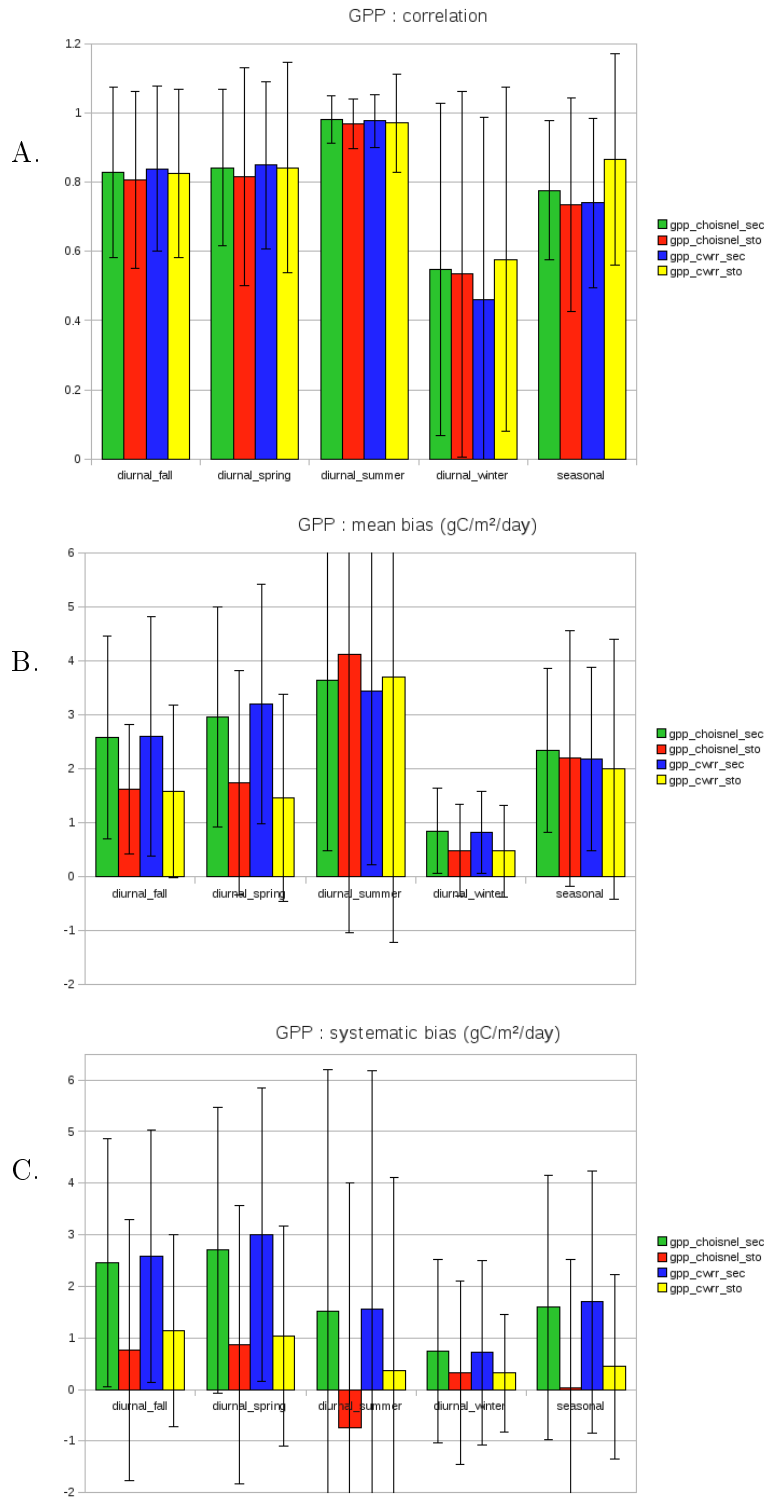 GPP : correlation
A.
1.2
1
0.8
0.6
0.4
0.2
0
diurnal_fall diurnal_spring diurnal_summer diurnal_winter seasonal
gpp_choisnel_sec
gpp_choisnel_sto
gpp_cwrr_sec
gpp_cwrr_sto
GPP : mean bias (gC/m²/day)
B.
6
5
4
3
2
1
0
-1
-2
diurnal_fall diurnal_spring diurnal_summer diurnal_winter seasonal
gpp_choisnel_sec
gpp_choisnel_sto
gpp_cwrr_sec
gpp_cwrr_sto
GPP : systematic bias (gC/m²/day)
C.
6
5
4
3
2
1
0
-1
-2
diurnal_fall diurnal_spring diurnal_summer diurnal_winter seasonal
gpp_choisnel_sec
gpp_choisnel_sto
gpp_cwrr_sec
gpp_cwrr_sto